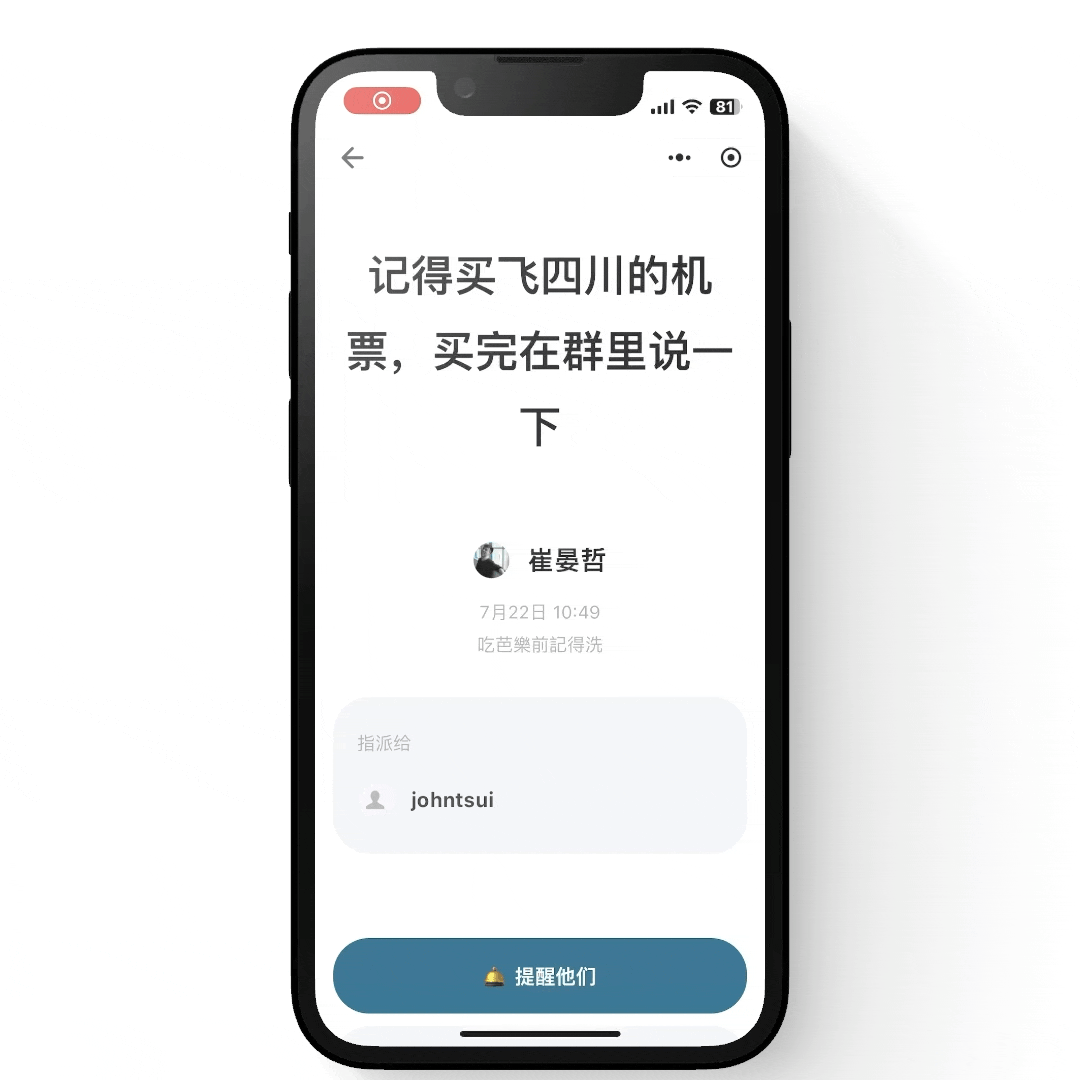 81
记得买飞四川的机
票，买完在群里说一
下
崔晏哲
7月22日 10:49
吃芭樂前記得洗
指派给
johntsui
提醒他们